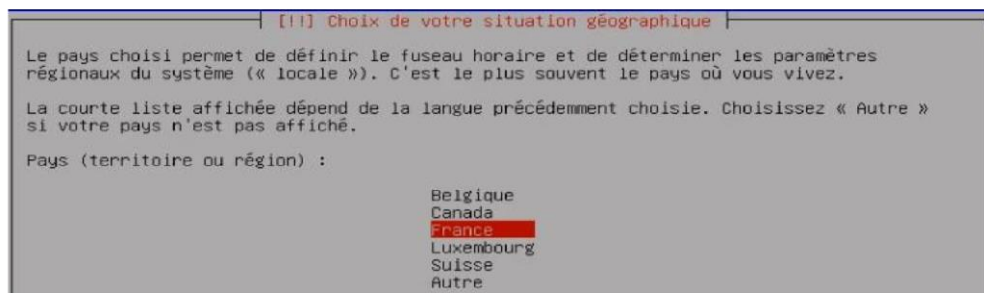 [!!] Choix de votre situation géographique
Le pays choisi permet de définir le fuseau horaire et de déterminer les paramètres
régionaux du système (« locale »). C'est le plus souvent le pays où vous vivez.
La courte liste affichée dépend de la langue précédemment choisie. Choisissez « Autre »
si votre pays n'est pas affiché.
Pays (territoire ou région) :
Belgique
Canada
France
Luxembourg
Suisse
Autre